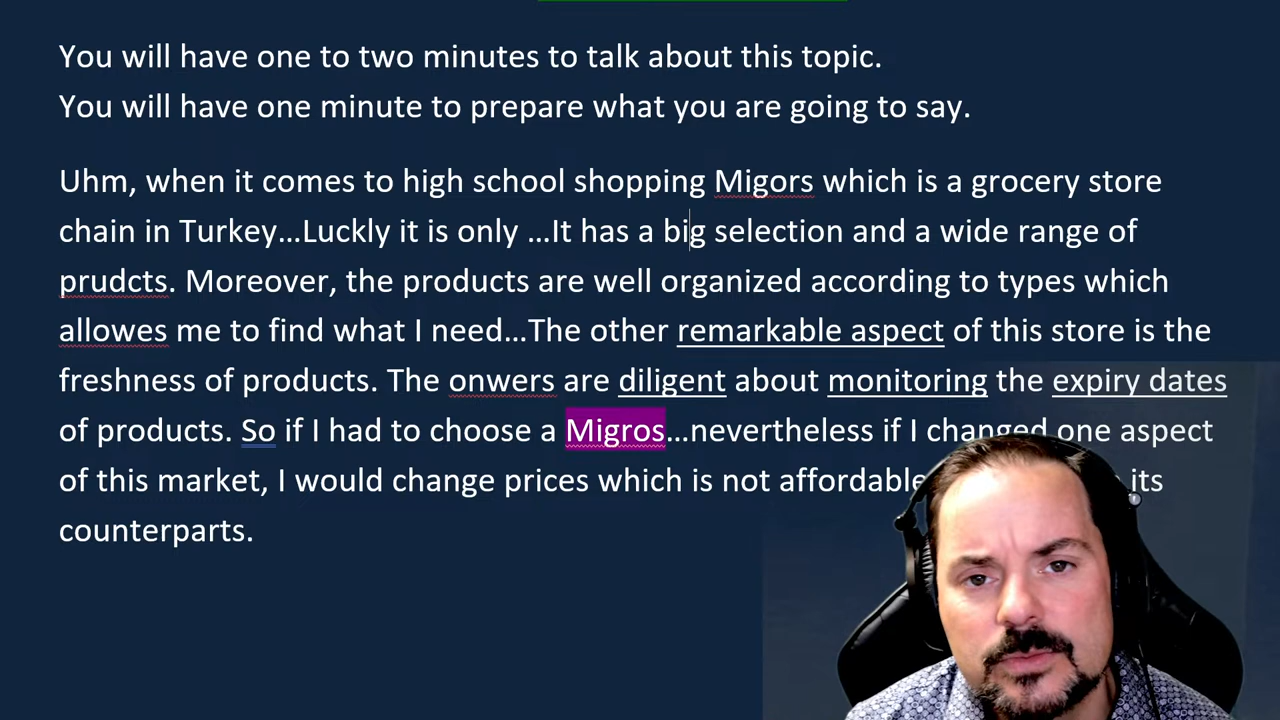 You will have one to two minutes to talk about this topic.
You will have one minute to prepare what you are going to say.
Uhm, when it comes to high school shopping Migors which is a grocery store
chain in Turkey…Luckly it is only …It has a big selection and a wide range of
prudcts. Moreover, the products are well organized according to types which
allowes me to find what I need…The other remarkable aspect of this store is the
freshness of products. The onwers are diligent about monitoring the expiry dates
of products. So if I had to choose a Migros…nevertheless if I changed one aspect
of this market, I would change prices which is not affordable its
counterparts.